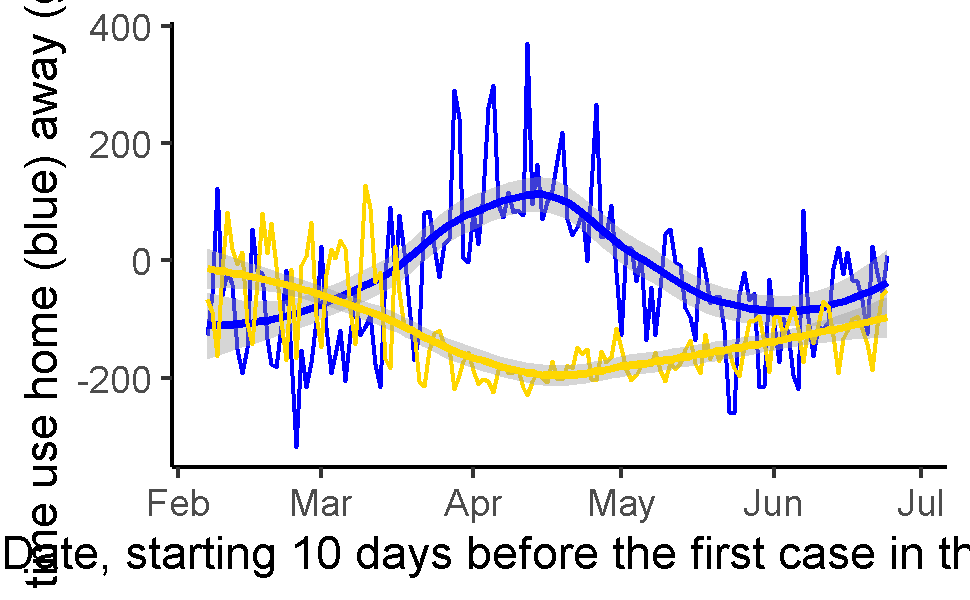 time use home (blue) away (
400
200
0
-200
Feb Mar Apr May Jun Jul
Date, starting 10 days before the first case in th